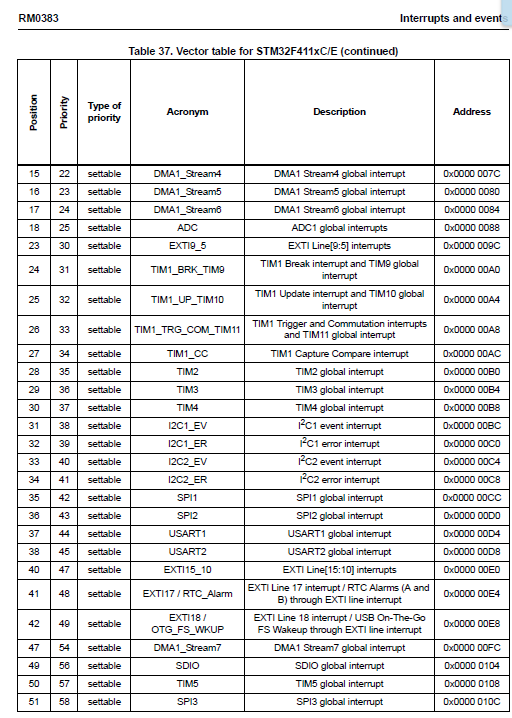 RM0383 Interrupts and events
Table 37. Vector table for STM32F411xC/E (continued)
Position Priority Type of priority Acronym Description Address
15 22 settable DMA1_Stream4 DMA1 Stream4 global interrupt 0x0000 007C
16 23 settable DMA1_Stream5 DMA1 Stream5 global interrupt 0x0000 0080
17 24 settable DMA1_Stream6 DMA1 Stream6 global interrupt 0x0000 0084
18 25 settable ADC ADC1 global interrupts 0x0000 0088
23 30 settable EXTI9_5 EXTI Line[9:5] interrupts 0x0000 009C
24 31 settable TIM1_BRK_TIM9 TIM1 Break interrupt and TIM9 global interrupt 0x0000 00A0
25 32 settable TIM1_UP_TIM10 TIM1 Update interrupt and TIM10 global interrupt 0x0000 00A4
26 33 settable TIM1_TRG_COM_TIM11 TIM1 Trigger and Commutation interrupts and TIM11 global interrupt 0x0000 00A8
27 34 settable TIM1_CC TIM1 Capture Compare interrupt 0x0000 00AC
28 35 settable TIM2 TIM2 global interrupt 0x0000 00B0
29 36 settable TIM3 TIM3 global interrupt 0x0000 00B4
30 37 settable TIM4 TIM4 global interrupt 0x0000 00B8
31 38 settable I2C1_EV I²C1 event interrupt 0x0000 00BC
32 39 settable I2C1_ER I²C1 error interrupt 0x0000 00C0
33 40 settable I2C2_EV I²C2 event interrupt 0x0000 00C4
34 41 settable I2C2_ER I²C2 error interrupt 0x0000 00C8
35 42 settable SPI1 SPI1 global interrupt 0x0000 00CC
36 43 settable SPI2 SPI2 global interrupt 0x0000 00D0
37 44 settable USART1 USART1 global interrupt 0x0000 00D4
38 45 settable USART2 USART2 global interrupt 0x0000 00D8
40 47 settable EXTI15_10 EXTI Line[15:10] interrupts 0x0000 00E0
41 48 settable EXTI17 / RTC_Alarm EXTI Line 17 interrupt / RTC Alarms (A and B) through EXTI line interrupt 0x0000 00E4
42 49 settable EXTI18 / OTG_FS_WKUP EXTI Line 18 interrupt / USB On-The-Go FS Wakeup through EXTI line interrupt 0x0000 00E8
47 54 settable DMA1_Stream7 DMA1 Stream7 global interrupt 0x0000 00FC
49 56 settable SDIO SDIO global interrupt 0x0000 0104
50 57 settable TIM5 TIM5 global interrupt 0x0000 0108
51 58 settable SPI3 SPI3 global interrupt 0x0000 010C